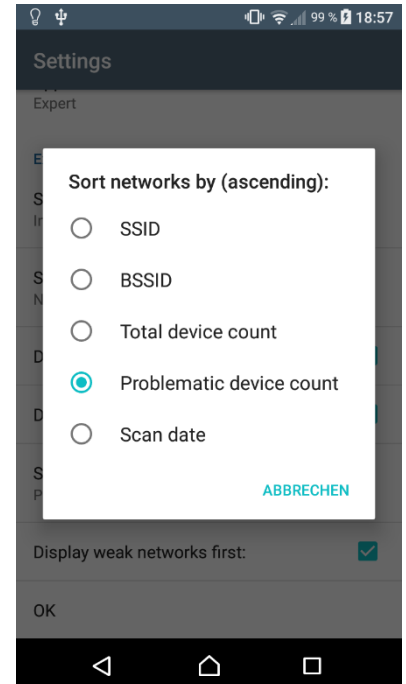 99 % 18:57
Settings
Expert
E
Sort networks by (ascending):
S
In
SSID
BSSID
S
N
Total device count
D
Problematic device count
D
Scan date
S
P
ABBRECHEN
Display weak networks first:
OK